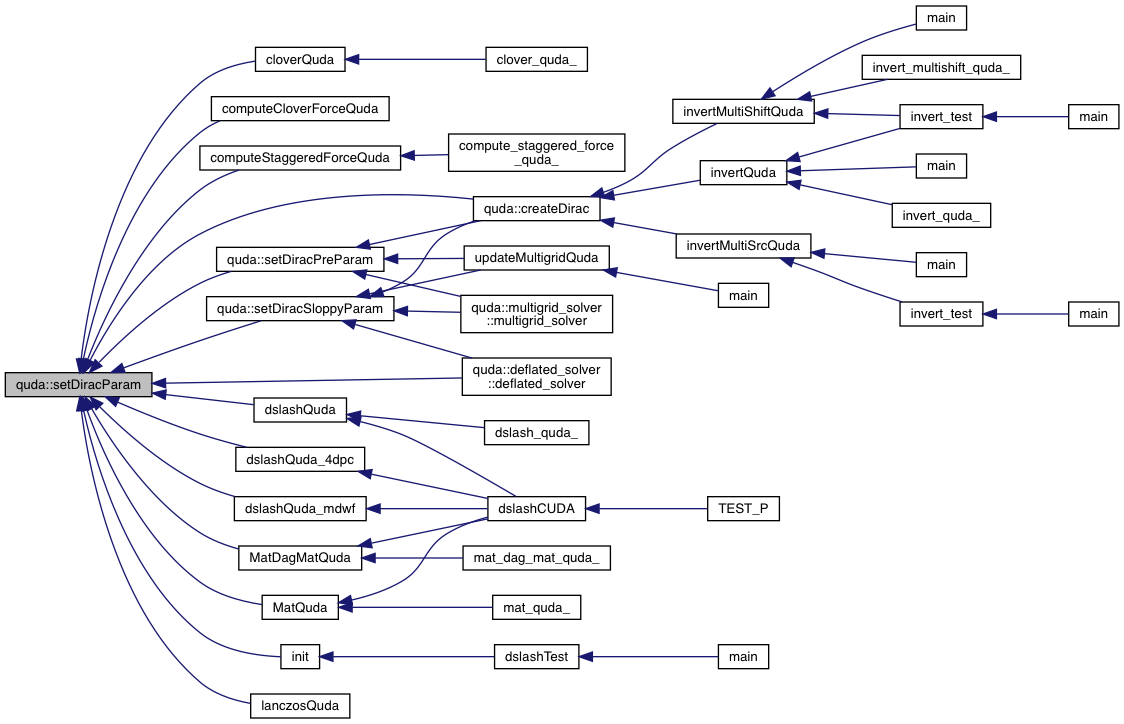 main
cloverQuda
clover_quda_
invert_multishift_quda_
computeCloverForceQuda
invertMultiShiftQuda
invert_test
main
computeStaggeredForceQuda
compute_staggered_force
_quda_
invertQuda
main
quda::createDirac
invert_quda_
quda::setDiracPreParam
updateMultigridQuda
invertMultiSrcQuda
main
main
quda::setDiracSloppyParam
quda::multigrid_solver
::multigrid_solver
invert_test
main
quda::setDiracParam
quda::deflated_solver
::deflated_solver
dslashQuda
dslash_quda_
dslashQuda_4dpc
dslashQuda_mdwf
dslashCUDA
TEST_P
MatDagMatQuda
mat_dag_mat_quda_
MatQuda
mat_quda_
init
dslashTest
main
lanczosQuda